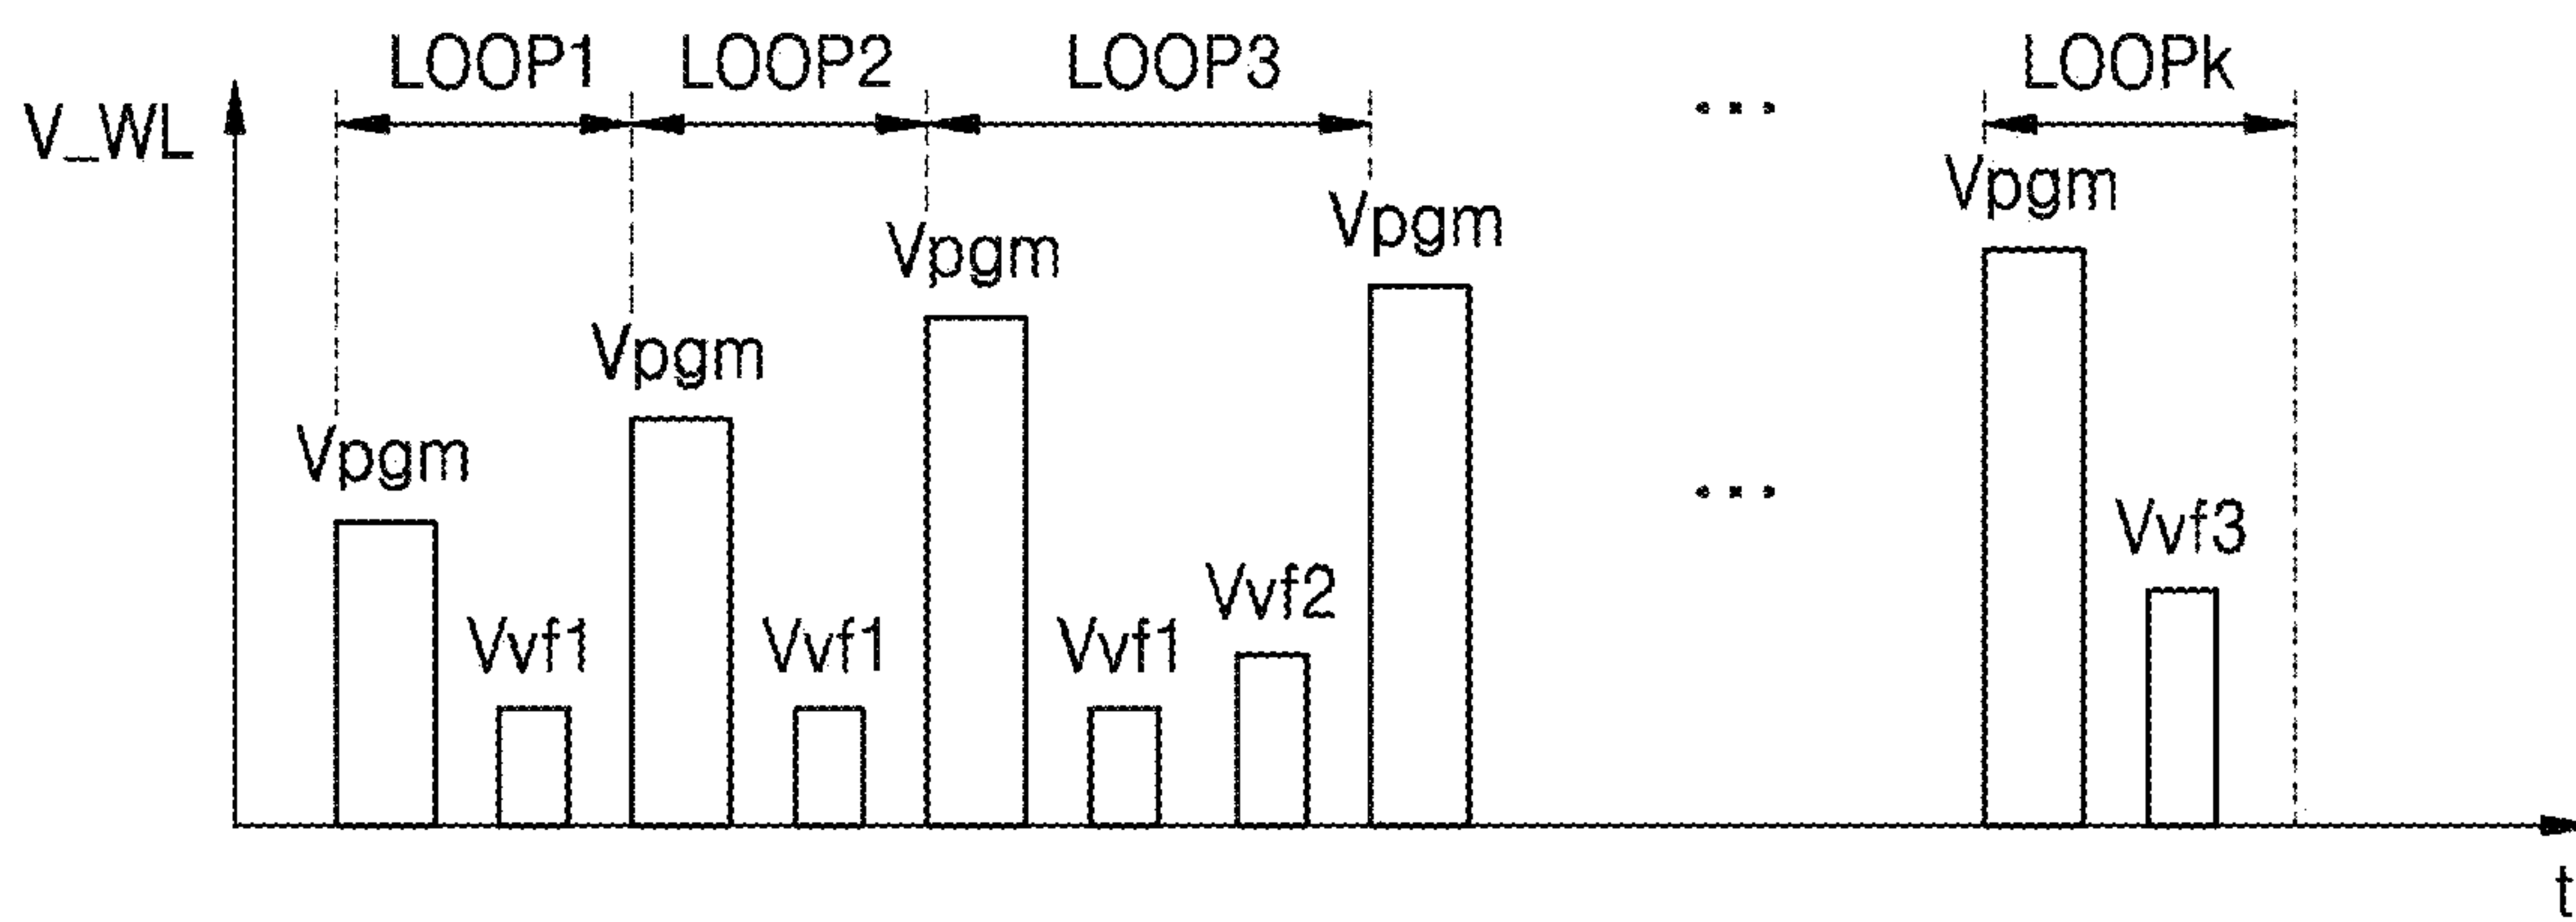 LOOP1 LOOP2 LOOP3 ... LOOPk
V_WL
Vpgm
Vpgm
Vpgm
Vpgm
Vpgm
...
Vvf3
Vvf2
Vvf1 Vvf1 Vvf1
t